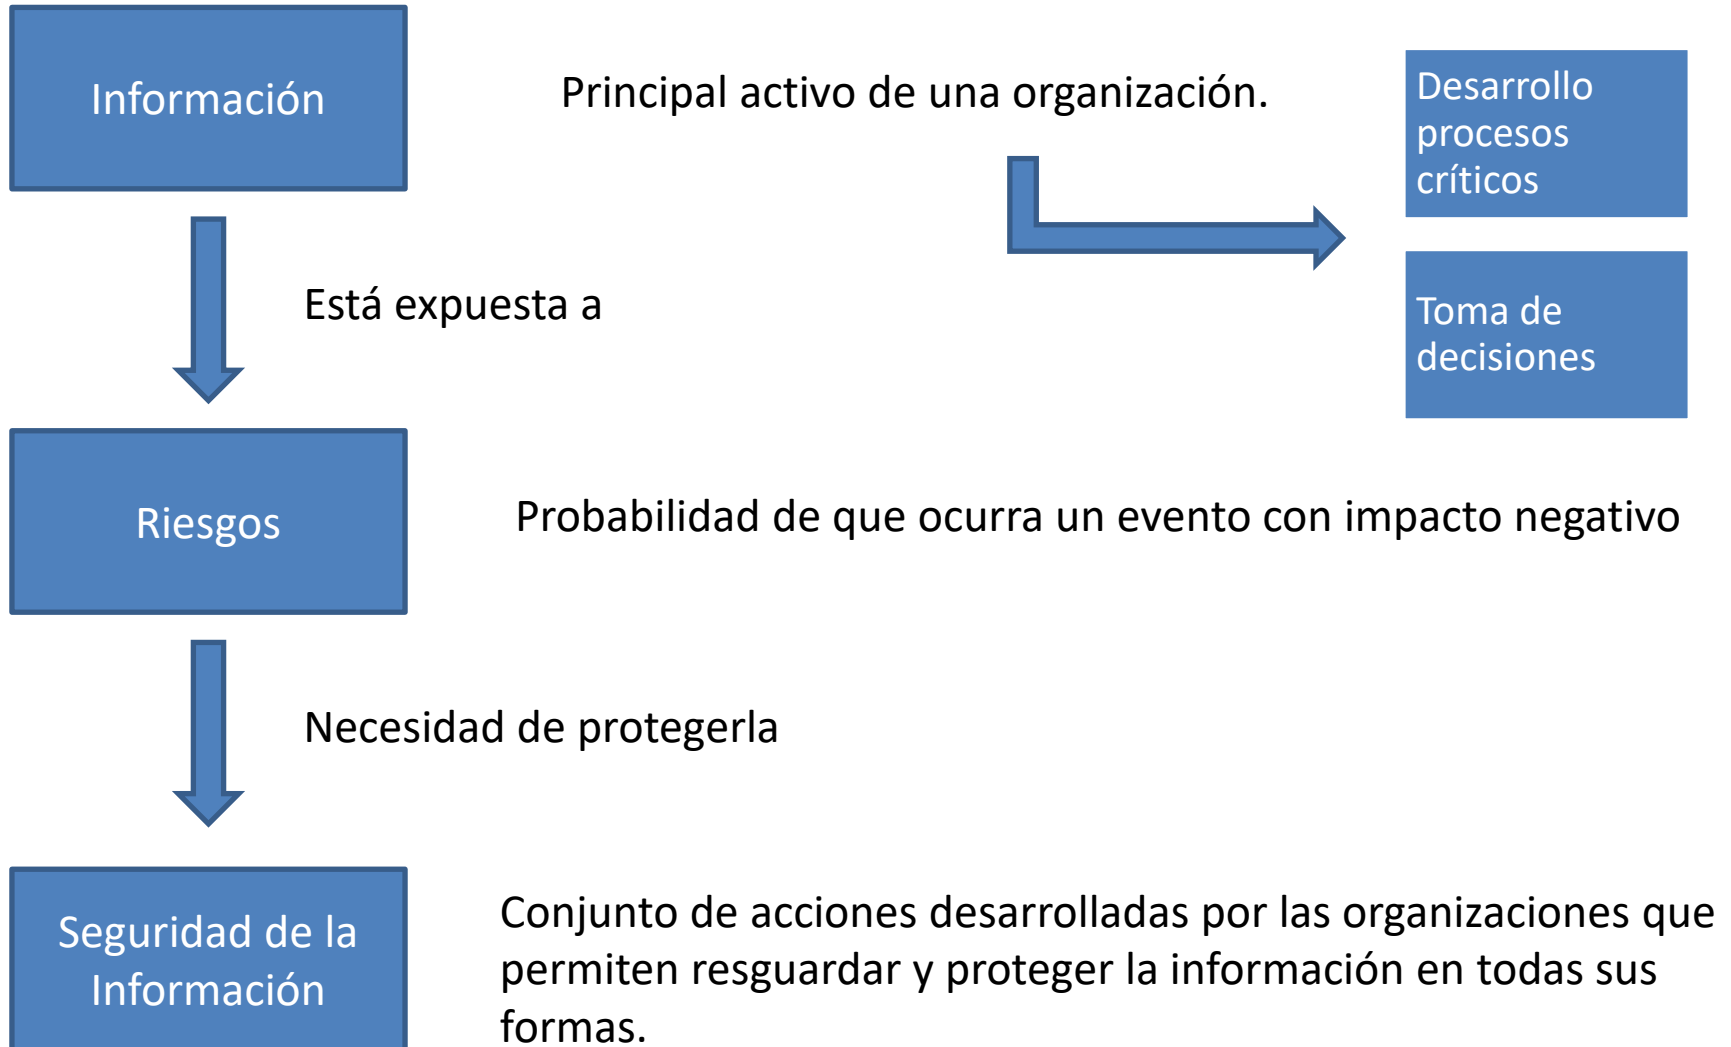 Información
Principal activo de una organización.
Desarrollo
procesos
críticos
Toma de
decisiones
Está expuesta a
Riesgos
Probabilidad de que ocurra un evento con impacto negativo
Necesidad de protegerla
Seguridad de la
Información
Conjunto de acciones desarrolladas por las organizaciones que
permiten resguardar y proteger la información en todas sus
formas.